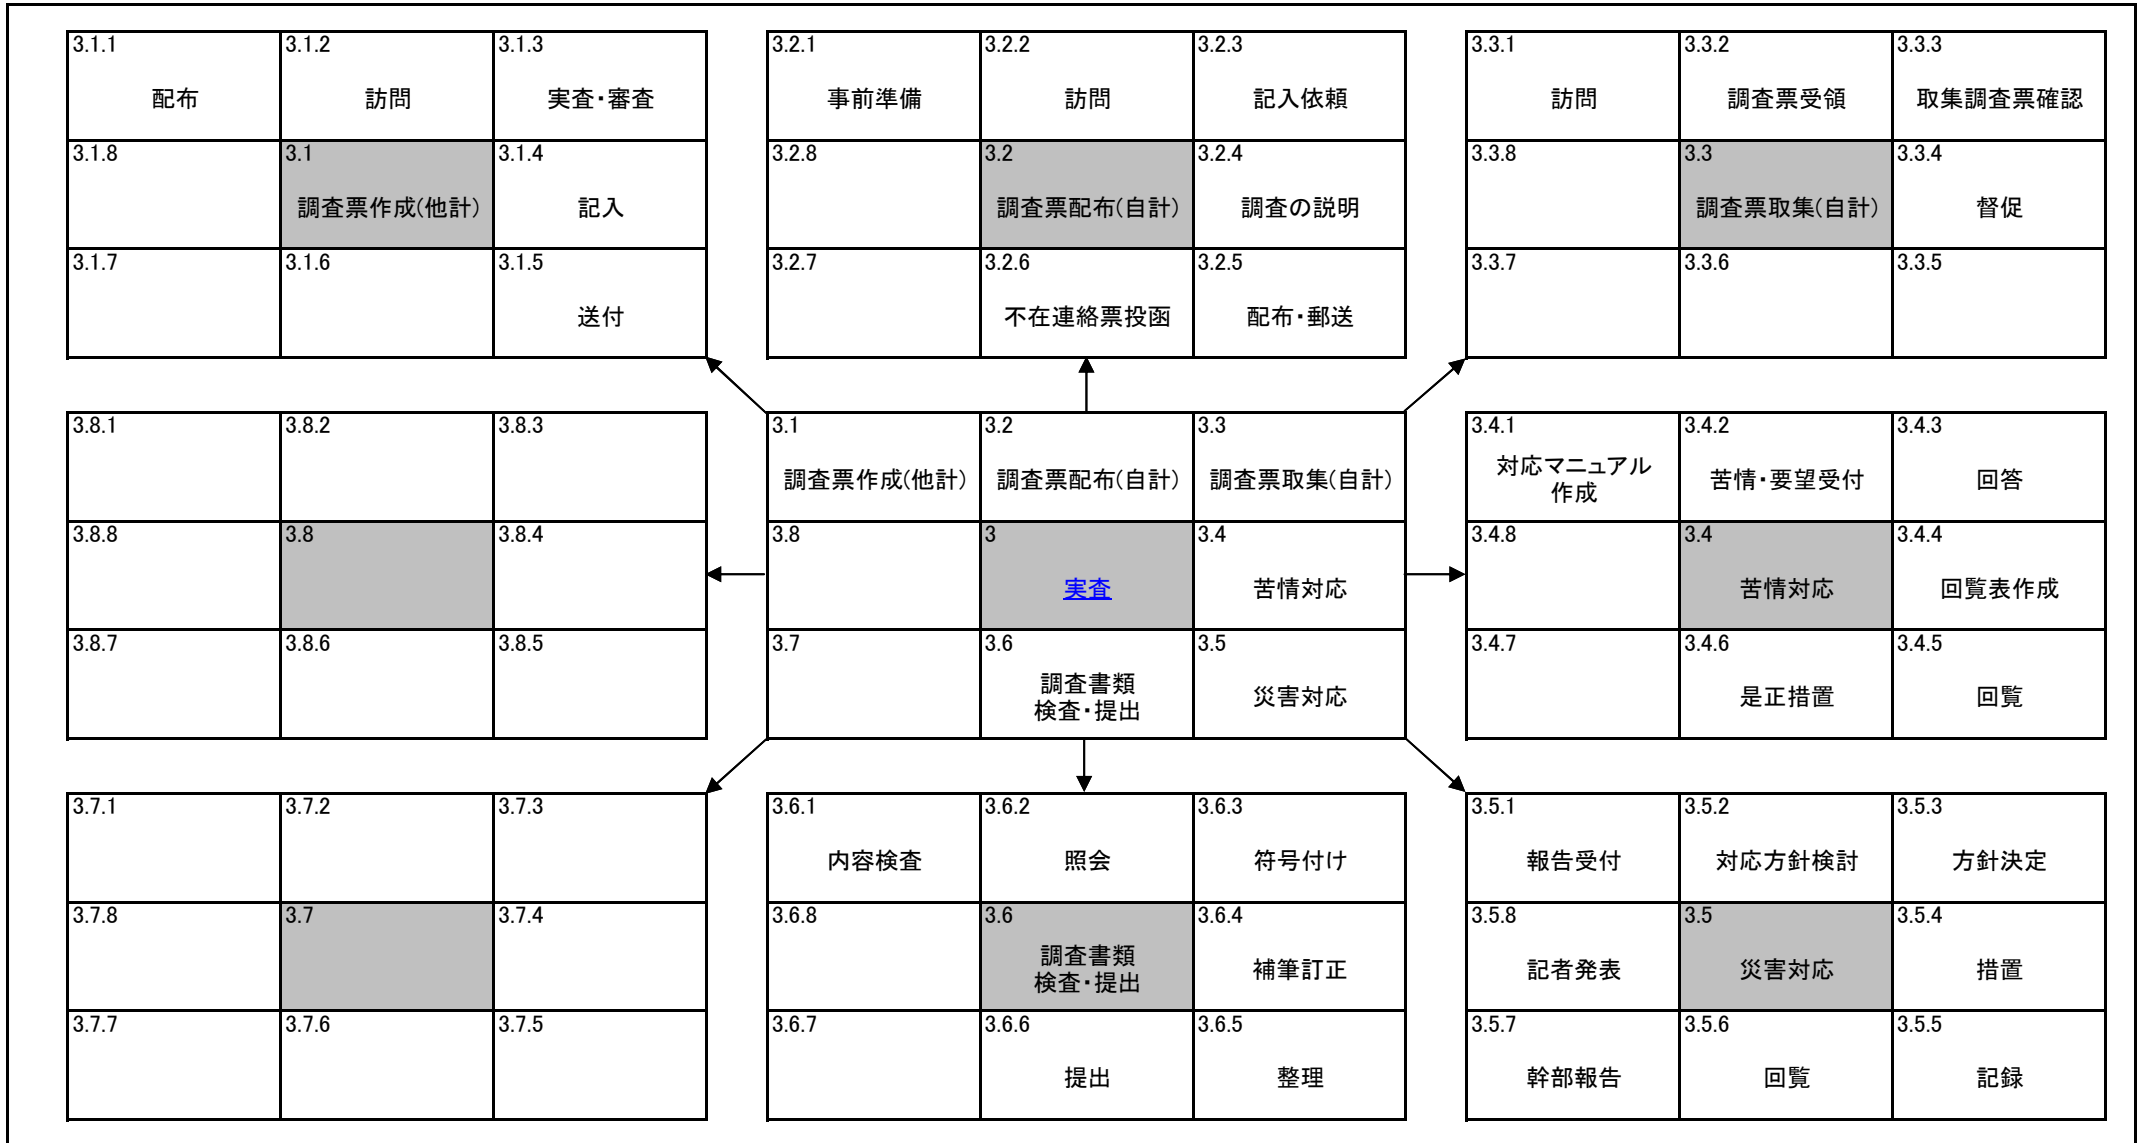 3.1.1 3.1.2 3.1.3
配布 訪問 実査・審査
3.1.8 3.1 3.1.4
調査票作成(他計) 記入
3.1.7 3.1.6 3.1.5
送付
3.2.1 3.2.2 3.2.3
事前準備 訪問 記入依頼
3.2.8 3.2 3.2.4
調査票配布(自計) 調査の説明
3.2.7 3.2.6 3.2.5
不在連絡票投函 配布・郵送
3.3.1 3.3.2 3.3.3
訪問 調査票受領 取集調査票確認
3.3.8 3.3 3.3.4
調査票取集(自計) 督促
3.3.7 3.3.6 3.3.5
3.8.1 3.8.2 3.8.3
3.8.8 3.8 3.8.4
3.8.7 3.8.6 3.8.5
3.1 3.2 3.3
調査票作成(他計) 調査票配布(自計) 調査票取集(自計)
3.8 3 3.4
実査 苦情対応
3.7 3.6 3.5
調査書類
検査・提出 災害対応
3.4.1 3.4.2 3.4.3
対応マニュアル
作成 苦情・要望受付 回答
3.4.8 3.4 3.4.4
苦情対応 回覧表作成
3.4.7 3.4.6 3.4.5
是正措置 回覧
3.7.1 3.7.2 3.7.3
3.7.8 3.7 3.7.4
3.7.7 3.7.6 3.7.5
3.6.1 3.6.2 3.6.3
内容検査 照会 符号付け
3.6.8 3.6 3.6.4
調査書類
検査・提出 補筆訂正
3.6.7 3.6.6 3.6.5
提出 整理
3.5.1 3.5.2 3.5.3
報告受付 対応方針検討 方針決定
3.5.8 3.5 3.5.4
記者発表 災害対応 措置
3.5.7 3.5.6 3.5.5
幹部報告 回覧 記録